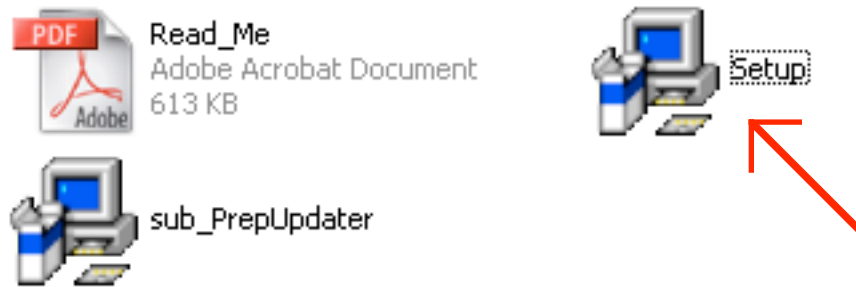 PDF
Adobe
Read_Me
Adobe Acrobat Document
613 KB
Setup
sub_PrepUpdater